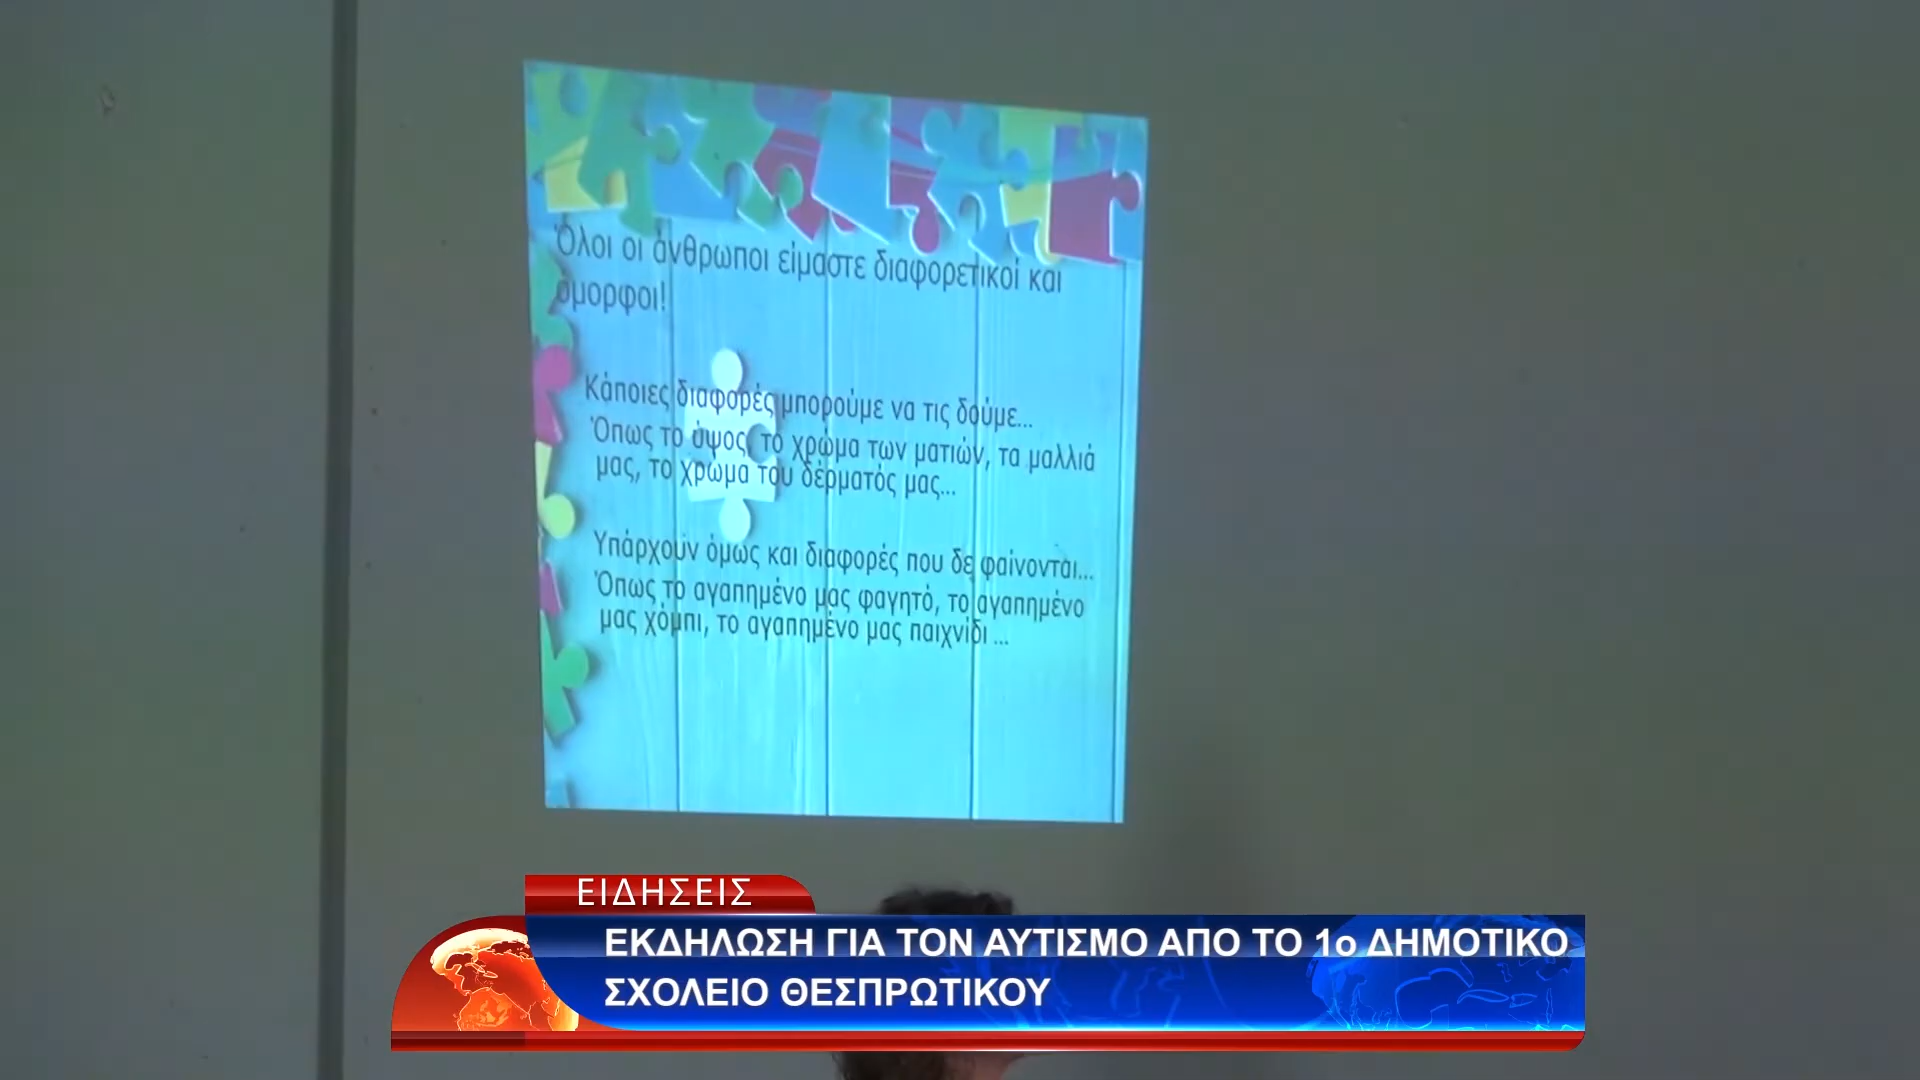 Όλοι οι άνθρωποι είμαστε διαφορετικοί και
όμορφοι!
Κάποιες διαφορές μπορούμε να τις δούμε...
Όπως το ύψος, το χρώμα των ματιών, τα μαλλιά
μας, το χρώμα του δέρματός μας...
Υπάρχουν όμως και διαφορές που δε φαίνονται...
Όπως το αγαπημένο μας φαγητό, το αγαπημένο
μας χόμπι, το αγαπημένο μας παιχνίδι ...
ΕΙΔΗΣΕΙΣ
ΕΚΔΗΛΩΣΗ ΓΙΑ ΤΟΝ ΑΥΤΙΣΜΟ ΑΠΟ ΤΟ 1ο ΔΗΜΟΤΙΚΟ
ΣΧΟΛΕΙΟ ΘΕΣΠΡΩΤΙΚΟΥ